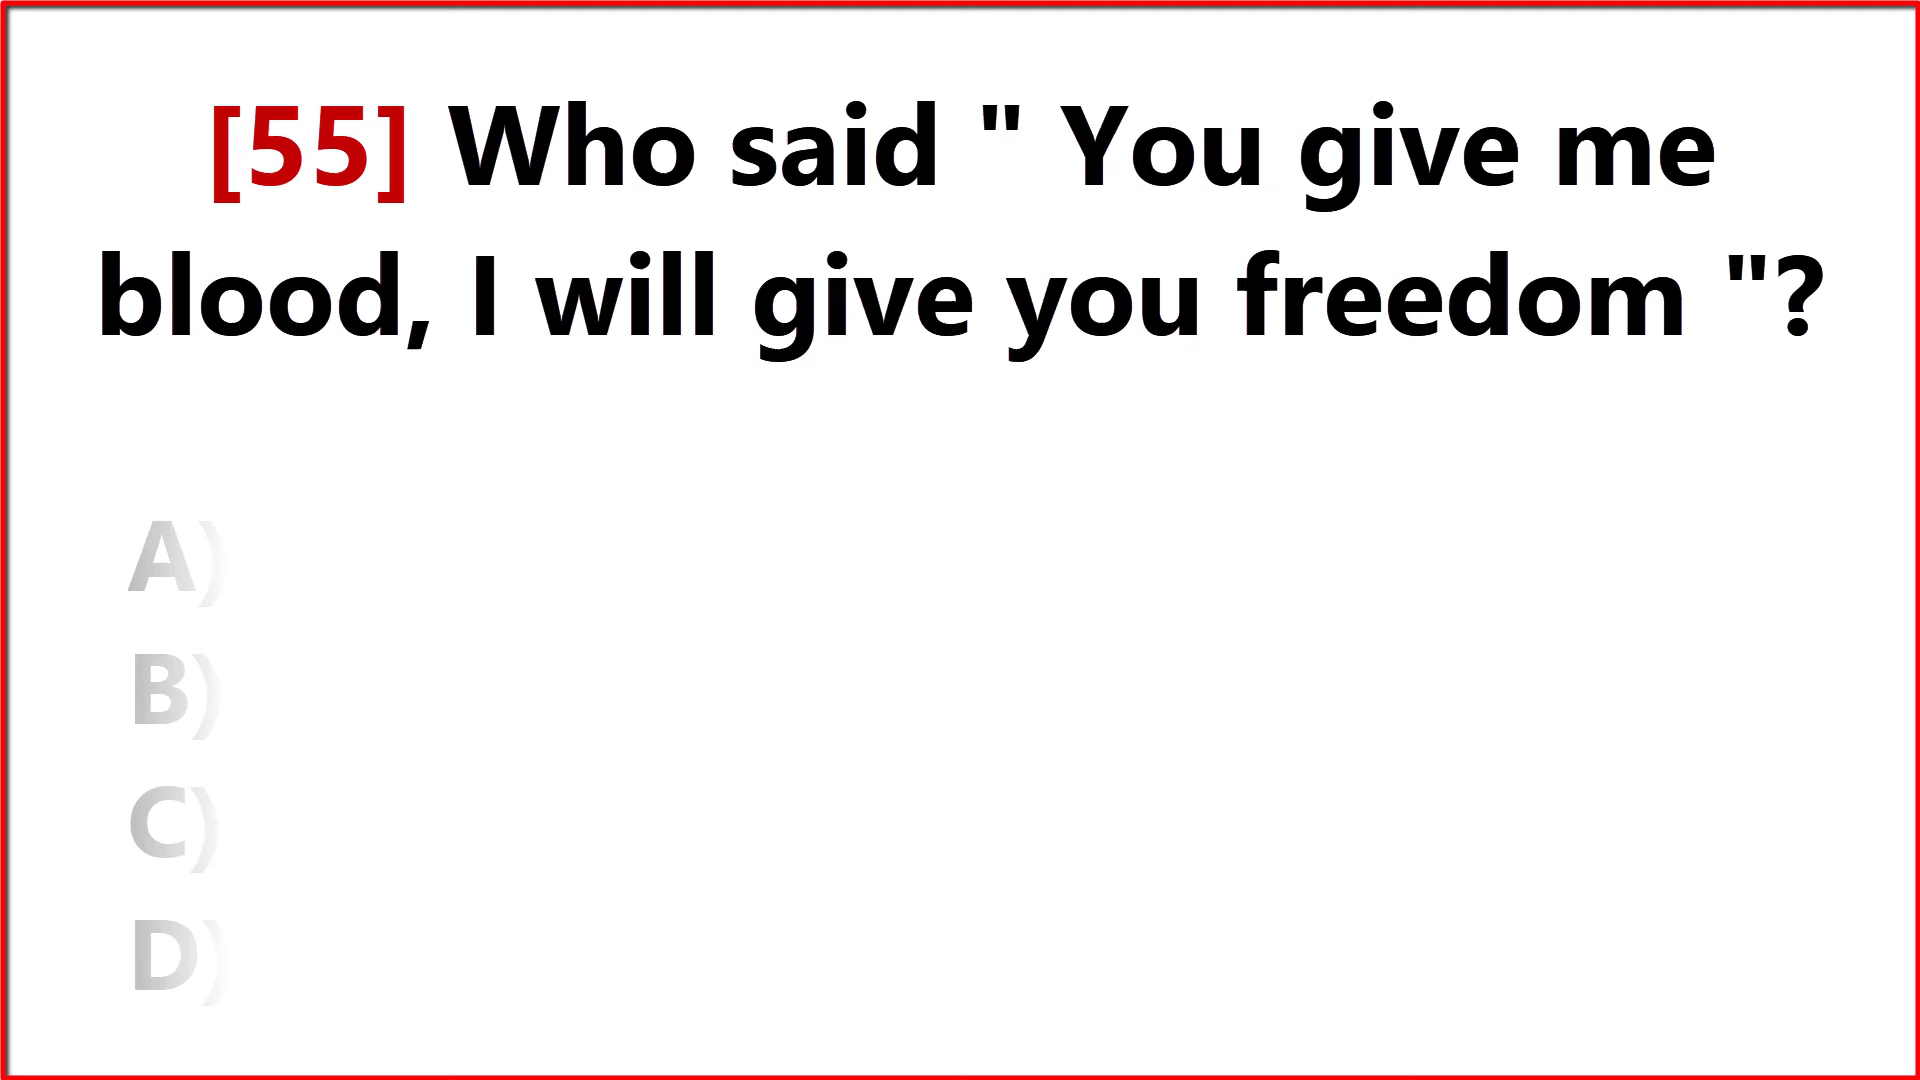 [55] Who said " You give me
blood, I will give you freedom "?
A)
B)
C)
D)